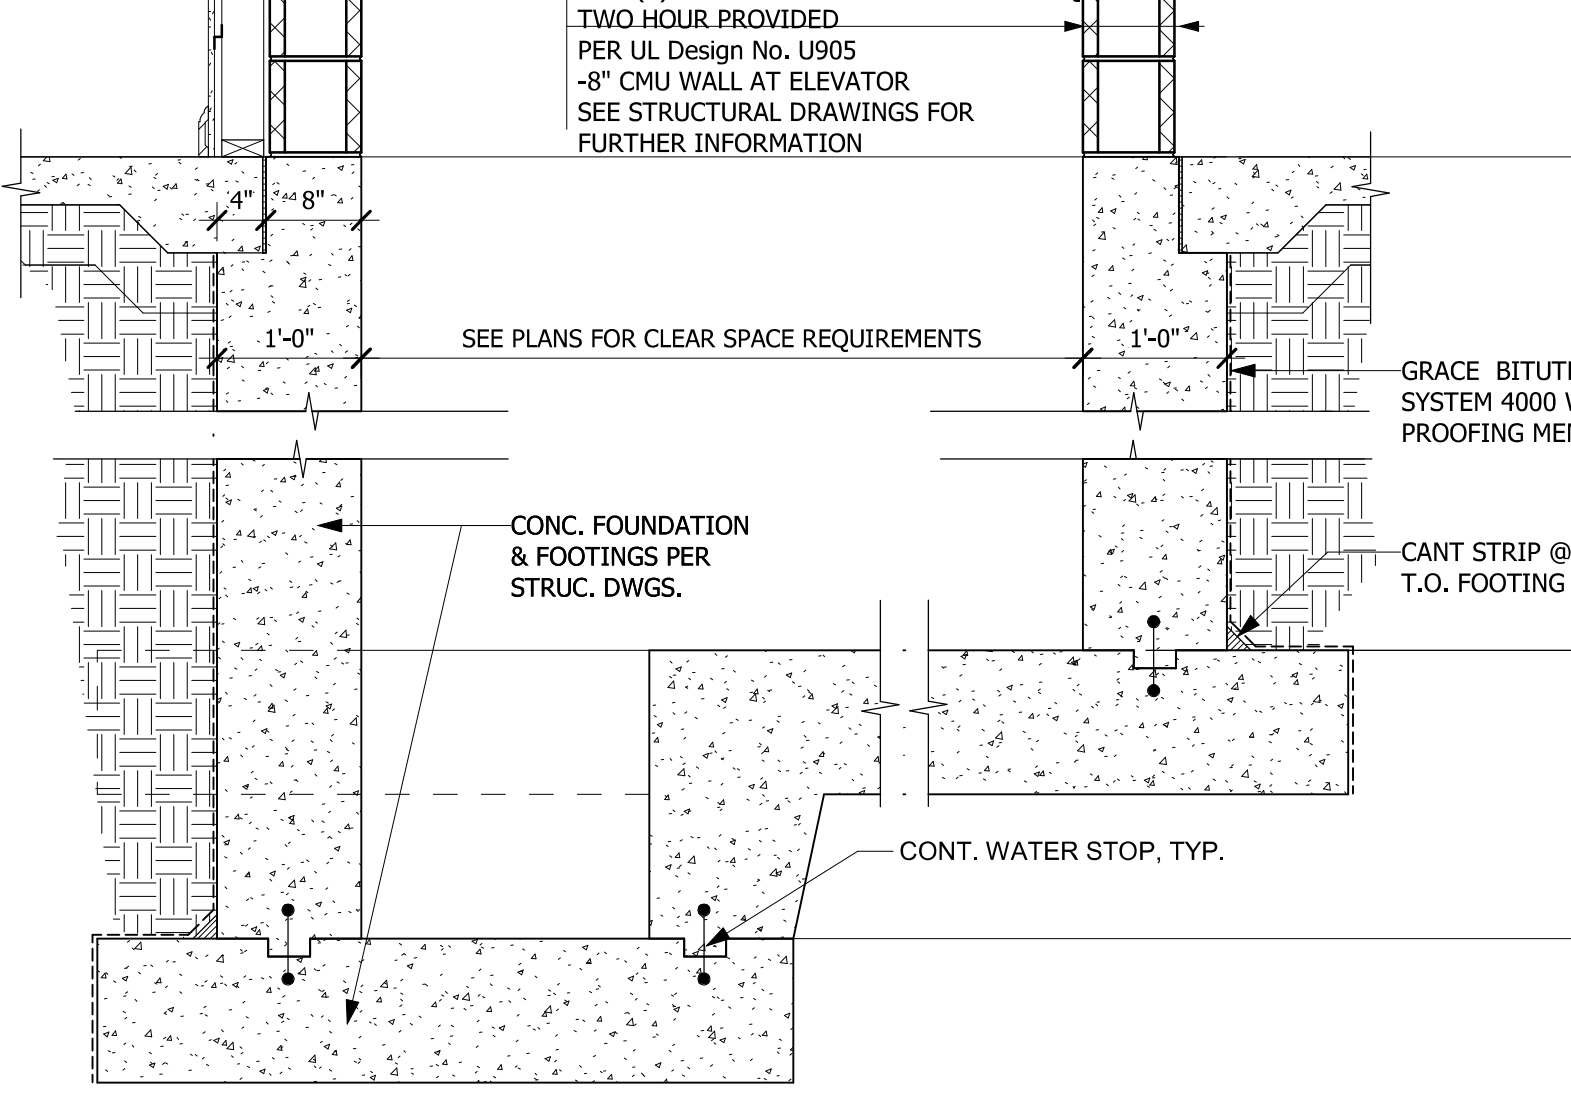 TWO HOUR PROVIDED
PER UL Design No. U905
-8" CMU WALL AT ELEVATOR
SEE STRUCTURAL DRAWINGS FOR
FURTHER INFORMATION
4" 8"
1'-0"
SEE PLANS FOR CLEAR SPACE REQUIREMENTS
1'-0"
GRACE BITUTH
SYSTEM 4000
PROOFING
CONC. FOUNDATION
& FOOTINGS PER
STRUC. DWGS.
CANT STRIP @
T.O. FOOTING
CONT. WATER STOP, TYP.